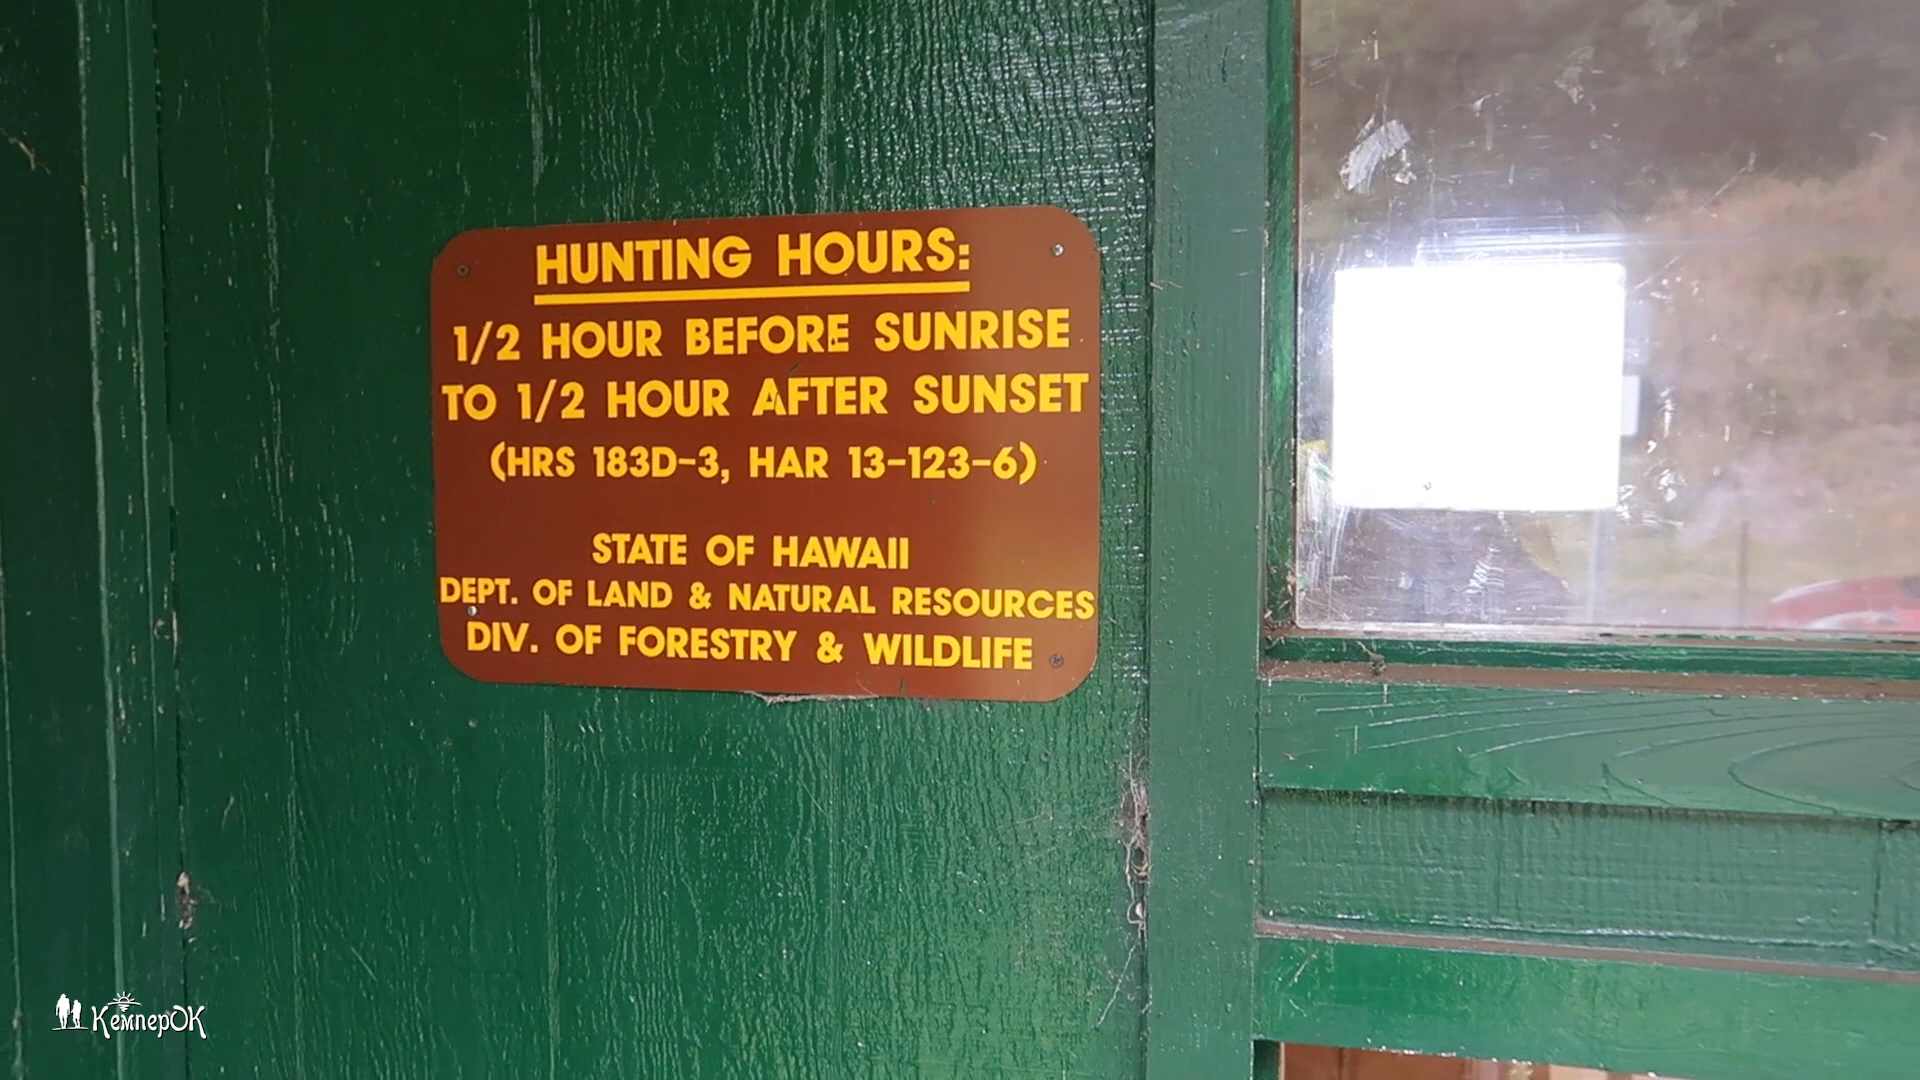 HUNTING HOURS:
1/2 HOUR BEFORE SUNRISE
TO 1/2 HOUR AFTER SUNSET
(HRS 183D-3, HAR 13-123-6)
STATE OF HAWAII
DEPT. OF LAND & NATURAL RESOURCES
DIV. OF FORESTRY & WILDLIFE
КемперОК